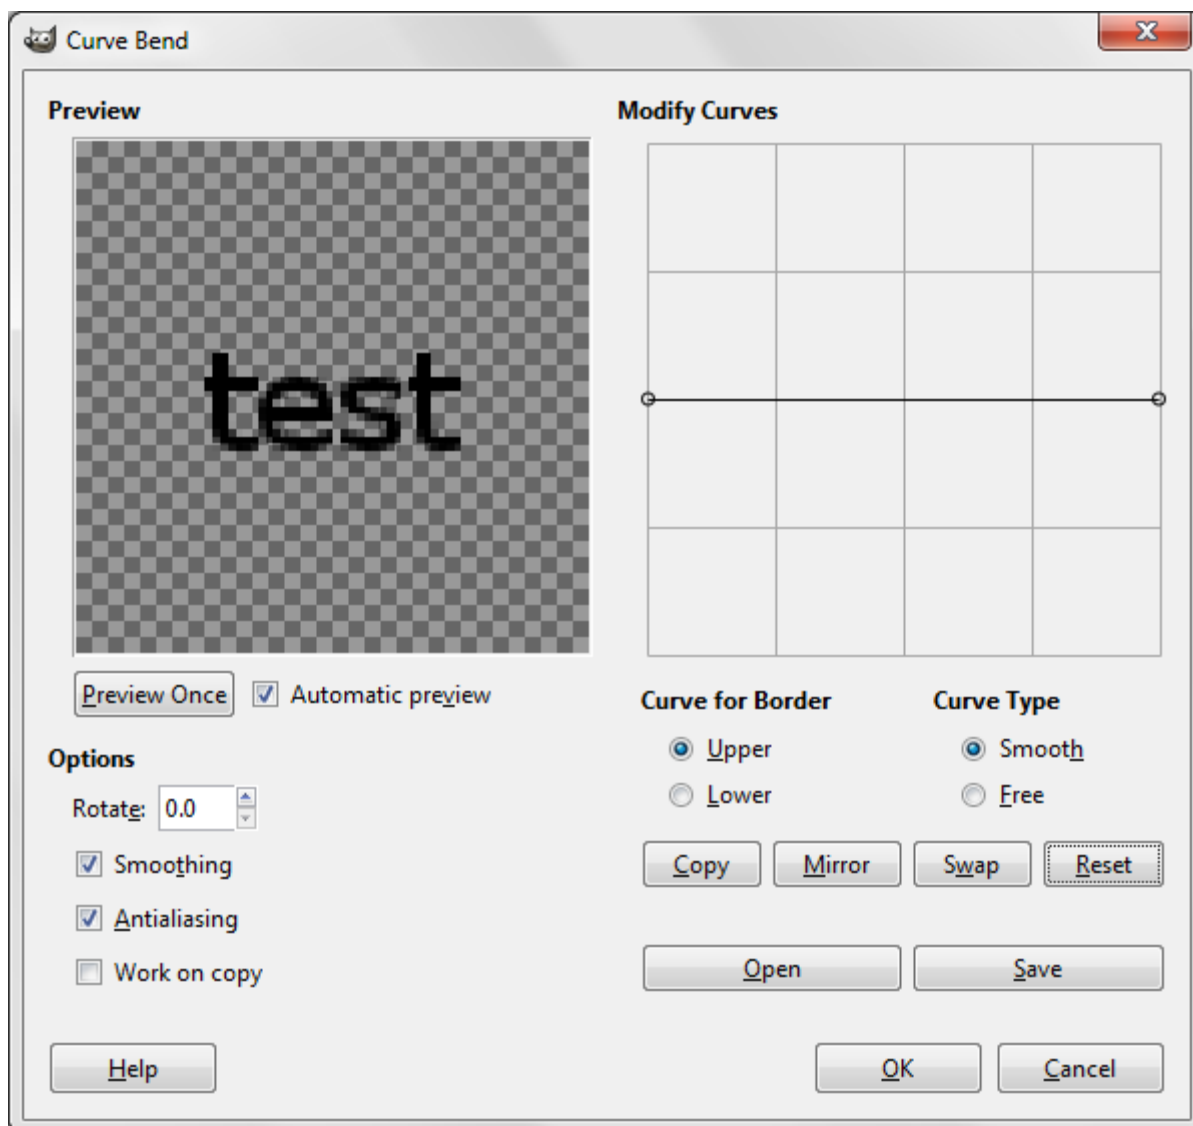 Curve Bend
Preview
Modify Curves
test
Preview Once
Automatic preview
Curve for Border
Curve Type
Upper
Smooth
Options
Lower
Free
Rotate: 0.0
Smoothing
Copy
Mirror
Swap
Reset
Antialiasing
Work on copy
Open
Save
Help
OK
Cancel